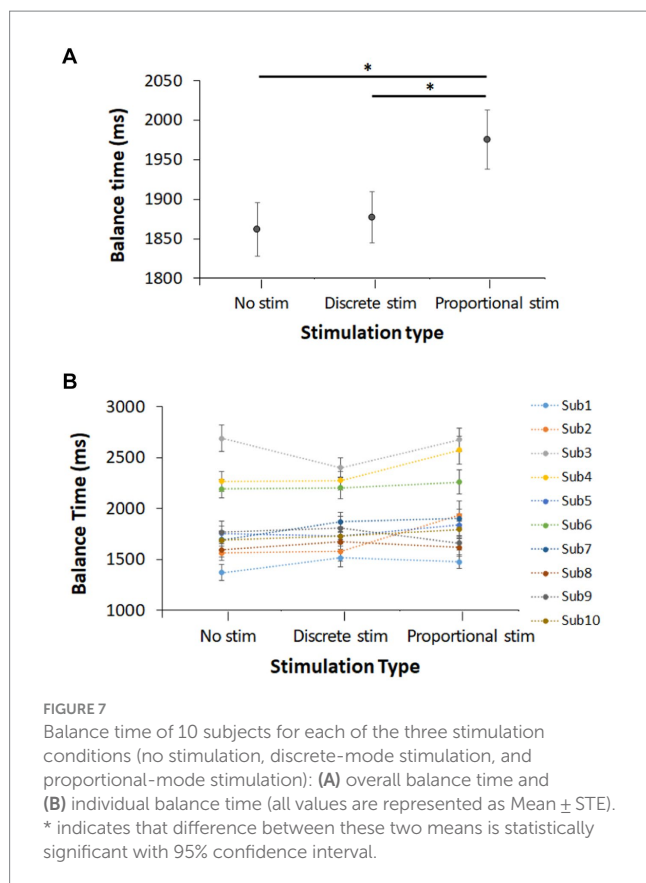 A
*
*
2050
2000
1950
1900
1850
1800
Balance time (ms)
No stim Discrete stim Proportional stim
Stimulation type
B
3000
2500
2000
1500
1000
Balance Time (ms)
No stim Discrete stim Proportional stim
Stimulation Type
Sub1
Sub2
Sub3
Sub4
Sub5
Sub6
Sub7
Sub8
Sub9
Sub10
FIGURE 7
Balance time of 10 subjects for each of the three stimulation
conditions (no stimulation, discrete-mode stimulation, and
proportional-mode stimulation): (A) overall balance time and
(B) individual balance time (all values are represented as Mean ± STE).
* indicates that difference between these two means is statistically
significant with 95% confidence interval.